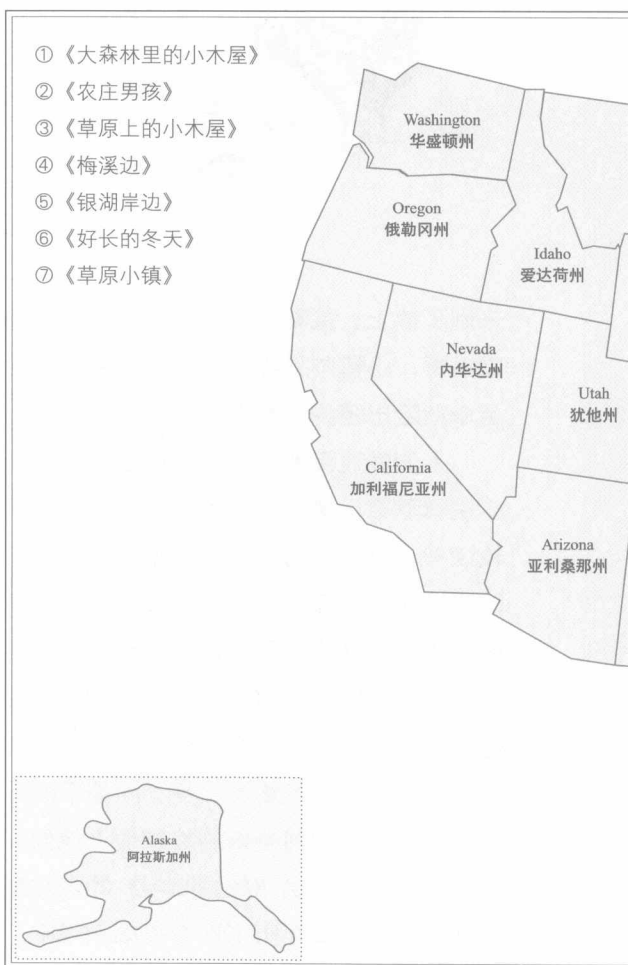 ①《大森林里的小木屋》
②《农庄男孩》
③《草原上的小木屋》
④《梅溪边》
⑤《银湖岸边》
⑥《好长的冬天》
⑦《草原小镇》
Washington
华盛顿州
Oregon
俄勒冈州
Idaho
爱达荷州
Nevada
内华达州
Utah
犹他州
California
加利福尼亚州
Arizona
亚利桑那州
Alaska
阿拉斯加州